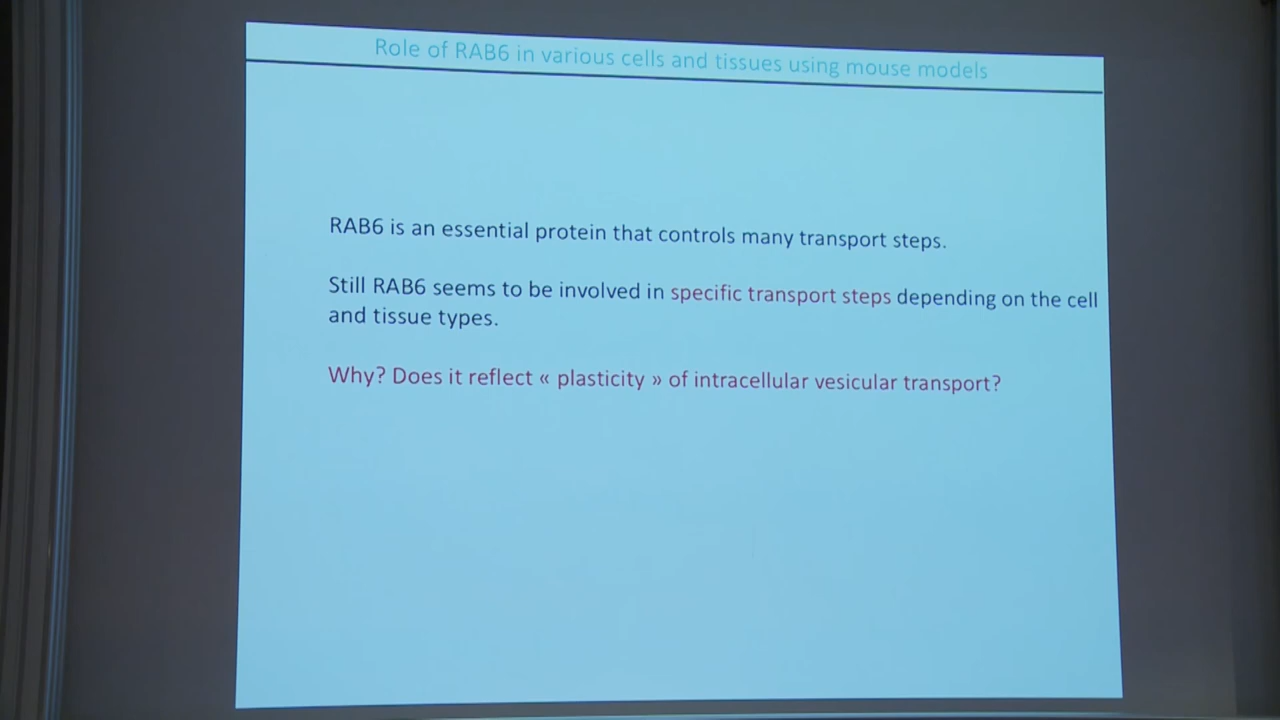 Role of RAB6 in various cells and tissues using mouse models
RAB6 is an essential protein that controls many transport steps.
Still RAB6 seems to be involved in specific transport steps depending on the cell
and tissue types.
Why? Does it reflect « plasticity » of intracellular vesicular transport?